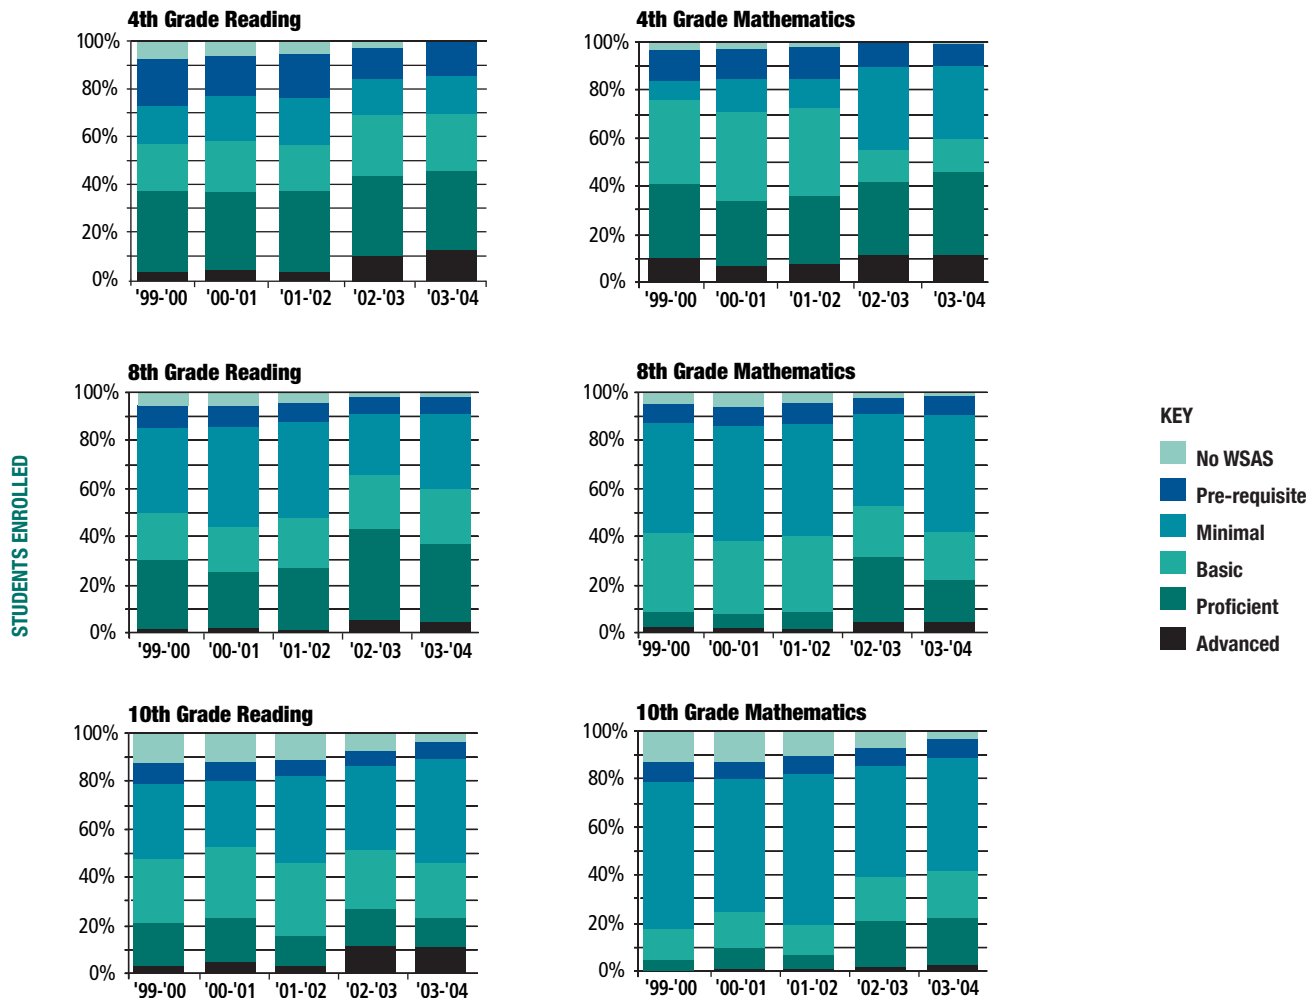 4th Grade Reading
100%
80%
60%
40%
20%
0%
'99-'00 '00-'01 '01-'02 '02-'03 '03-'04
4th Grade Mathematics
100%
80%
60%
40%
20%
0%
'99-'00 '00-'01 '01-'02 '02-'03 '03-'04
STUDENTS ENROLLED
8th Grade Reading
100%
80%
60%
40%
20%
0%
'99-'00 '00-'01 '01-'02 '02-'03 '03-'04
8th Grade Mathematics
100%
80%
60%
40%
20%
0%
'99-'00 '00-'01 '01-'02 '02-'03 '03-'04
KEY
No WSAS
Pre-requisite
Minimal
Basic
Proficient
Advanced
10th Grade Reading
100%
80%
60%
40%
20%
0%
'99-'00 '00-'01 '01-'02 '02-'03 '03-'04
10th Grade Mathematics
100%
80%
60%
40%
20%
0%
'99-'00 '00-'01 '01-'02 '02-'03 '03-'04